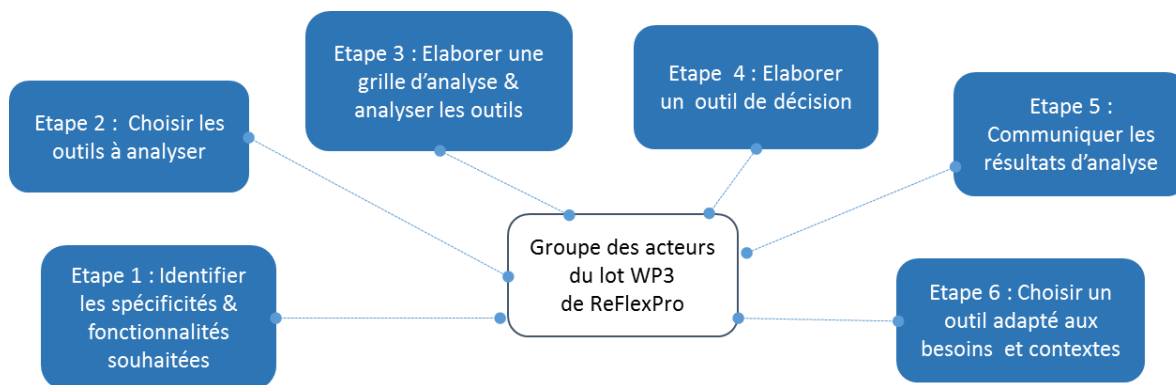 Etape 1 : Identifier
les spécificités &
fonctionnalités
souhaitées
Etape 2 : Choisir les
outils à analyser
Etape 3 : Elaborer une
grille d'analyse &
analyser les outils
Etape 4 : Elaborer
un outil de décision
Etape 5 :
Communiquer les
résultats d'analyse
Etape 6 : Choisir un
outil adapté aux
besoins et contextes
Groupe des acteurs
du lot WP3
de ReFlexPro